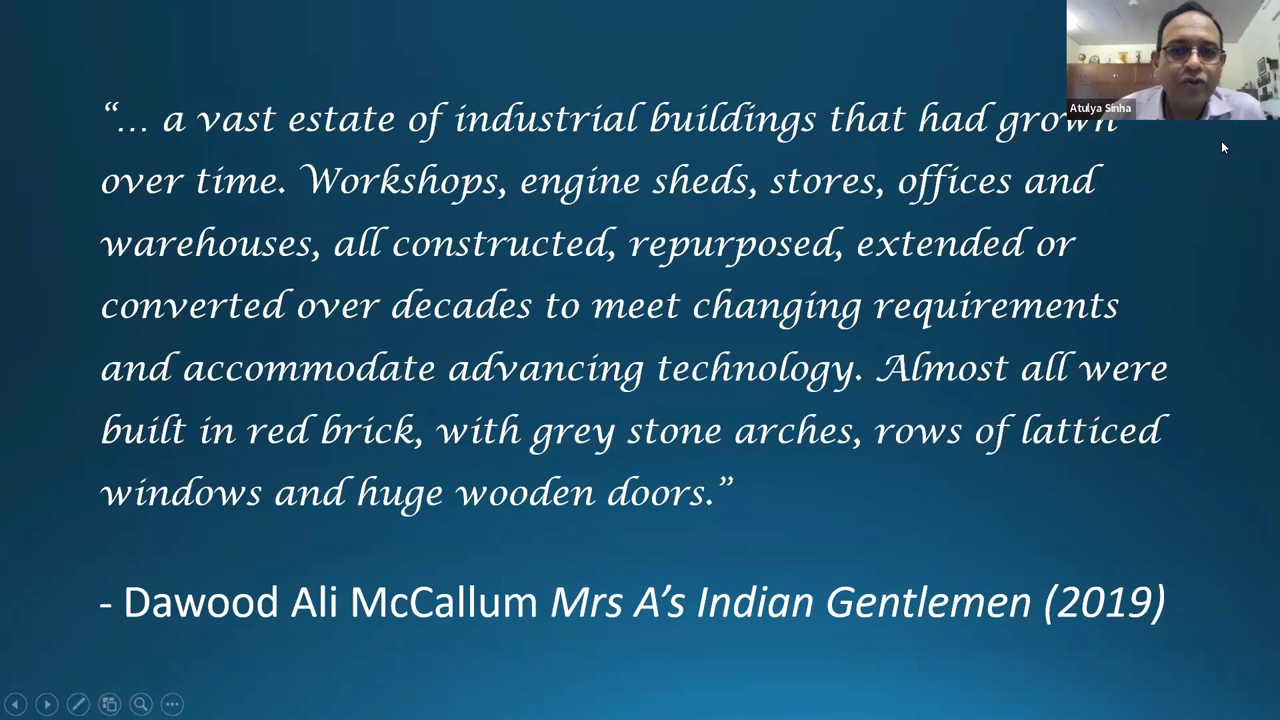 “… a vast estate of industrial buildings that had grown
over time. Workshops, engine sheds, stores, offices and
warehouses, all constructed, repurposed, extended or
converted over decades to meet changing requirements
and accommodate advancing technology. Almost all were
built in red brick, with grey stone arches, rows of latticed
windows and huge wooden doors.”
- Dawood Ali McCallum Mrs A’s Indian Gentlemen (2019)
Atulya Sinha